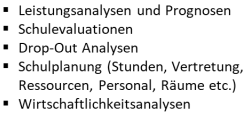 ▪ Leistungsanalysen und Prognosen
▪ Schulevaluationen
▪ Drop-Out Analysen
▪ Schulplanung (Stunden, Vertretung,
Ressourcen, Personal, Räume etc.)
▪ Wirtschaftlichkeitsanalysen